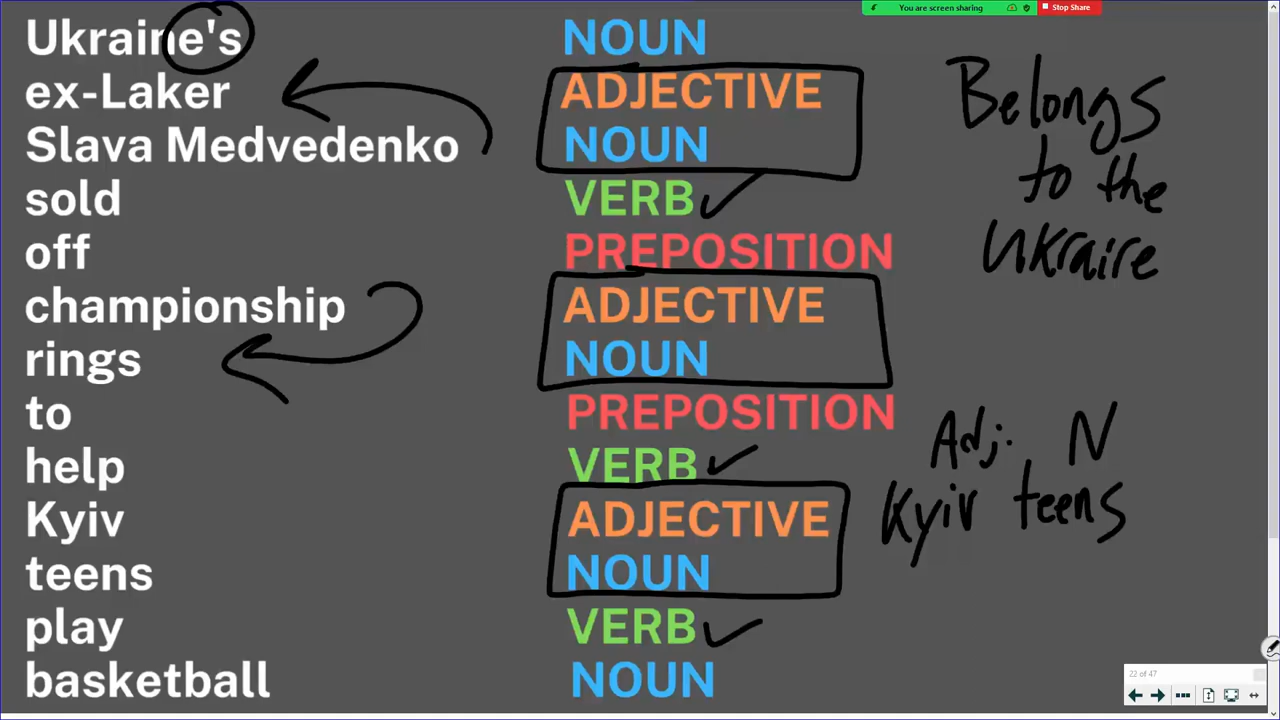 You are screen sharing Stop Share
Ukraine's NOUN
ex-Laker ADJECTIVE
Slava Medvedenko NOUN
sold VERB
off PREPOSITION
championship ADJECTIVE
rings NOUN
to PREPOSITION
help VERB
Kyiv ADJECTIVE
teens NOUN
play VERB
basketball NOUN
Belongs
to the
Ukraire
Adj. N
Kyiv teens
22 of 47